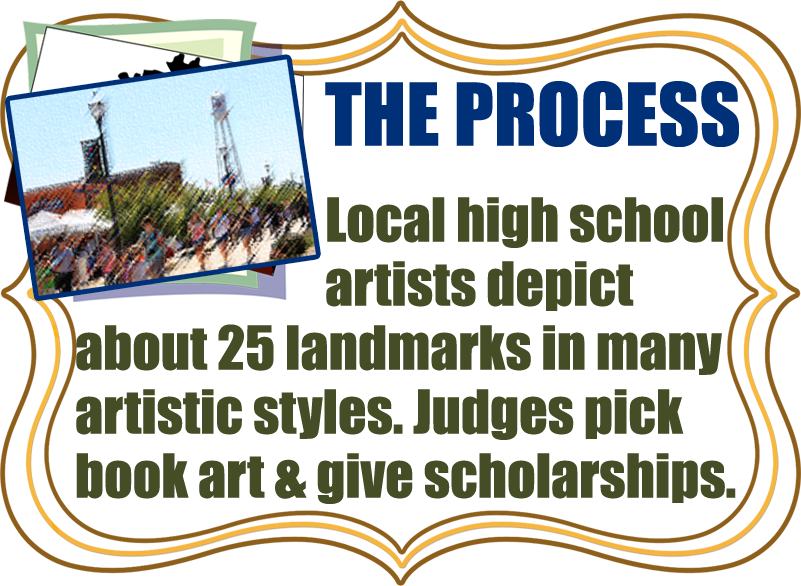 THE PROCESS
Local high school
artists depict
about 25 landmarks in many
artistic styles. Judges pick
book art & give scholarships.